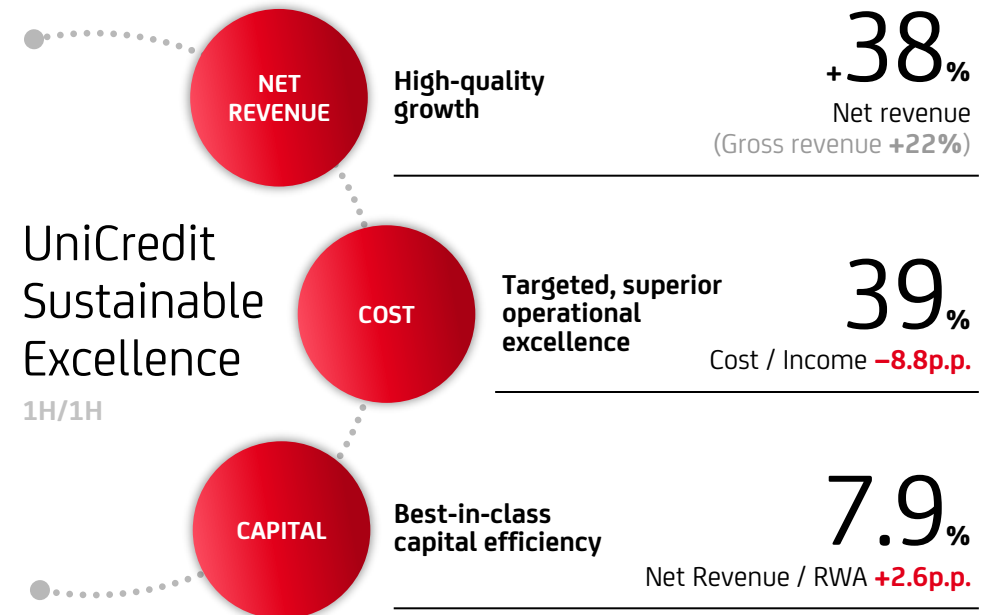 UniCredit
Sustainable
Excellence
1H/1H
NET
REVENUE
High-quality
growth
+38%
Net revenue
(Gross revenue +22%)
COST
Targeted, superior
operational
excellence
39%
Cost / Income –8.8p.p.
CAPITAL
Best-in-class
capital efficiency
7.9%
Net Revenue / RWA +2.6p.p.